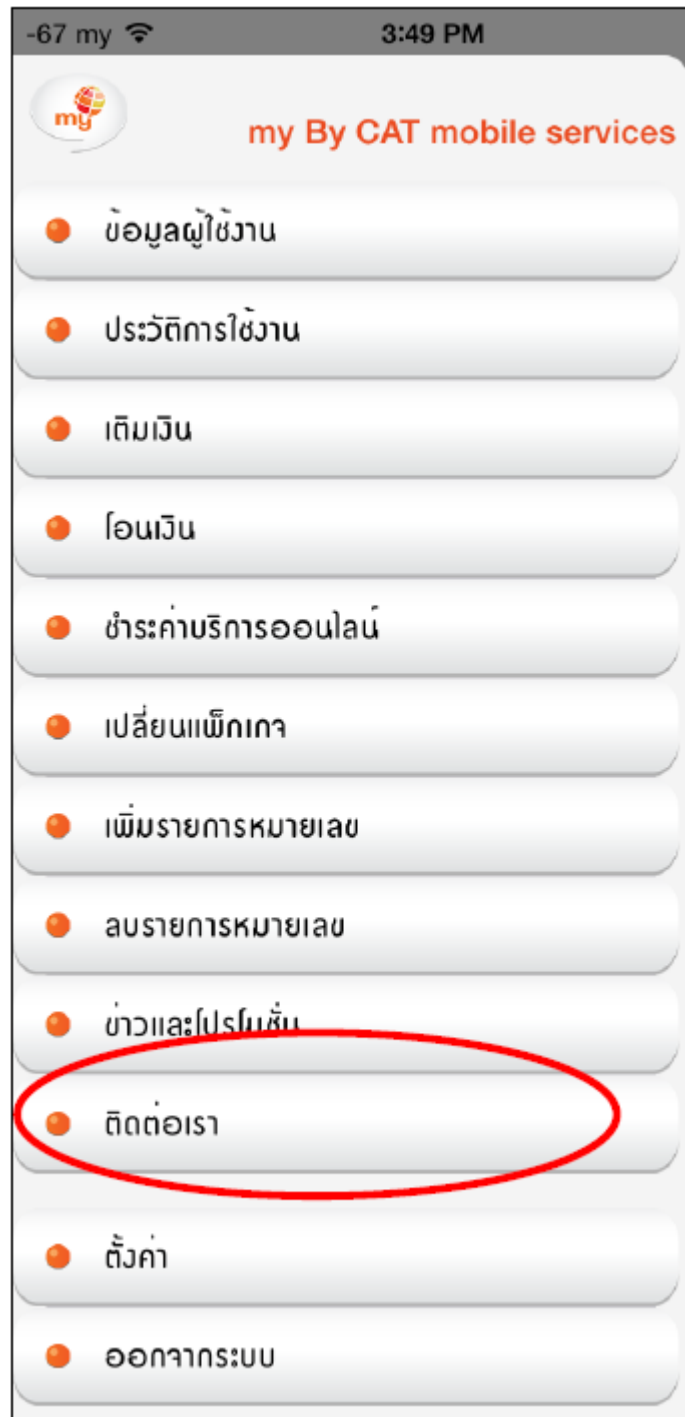 -67 my 3:49 PM
my
my By CAT mobile services
ข้อมูลผู้ใช้งาน
ประวัติการใช้งาน
เติมเงิน
โอนเงิน
ชำระค่าบริการออนไลน์
เปลี่ยนแพ็กเกจ
เพิ่มรายการหมายเลข
ลบรายการหมายเลข
ข่าวและโปรโมชั่น
ติดต่อเรา
ตั้งค่า
ออกจากระบบ